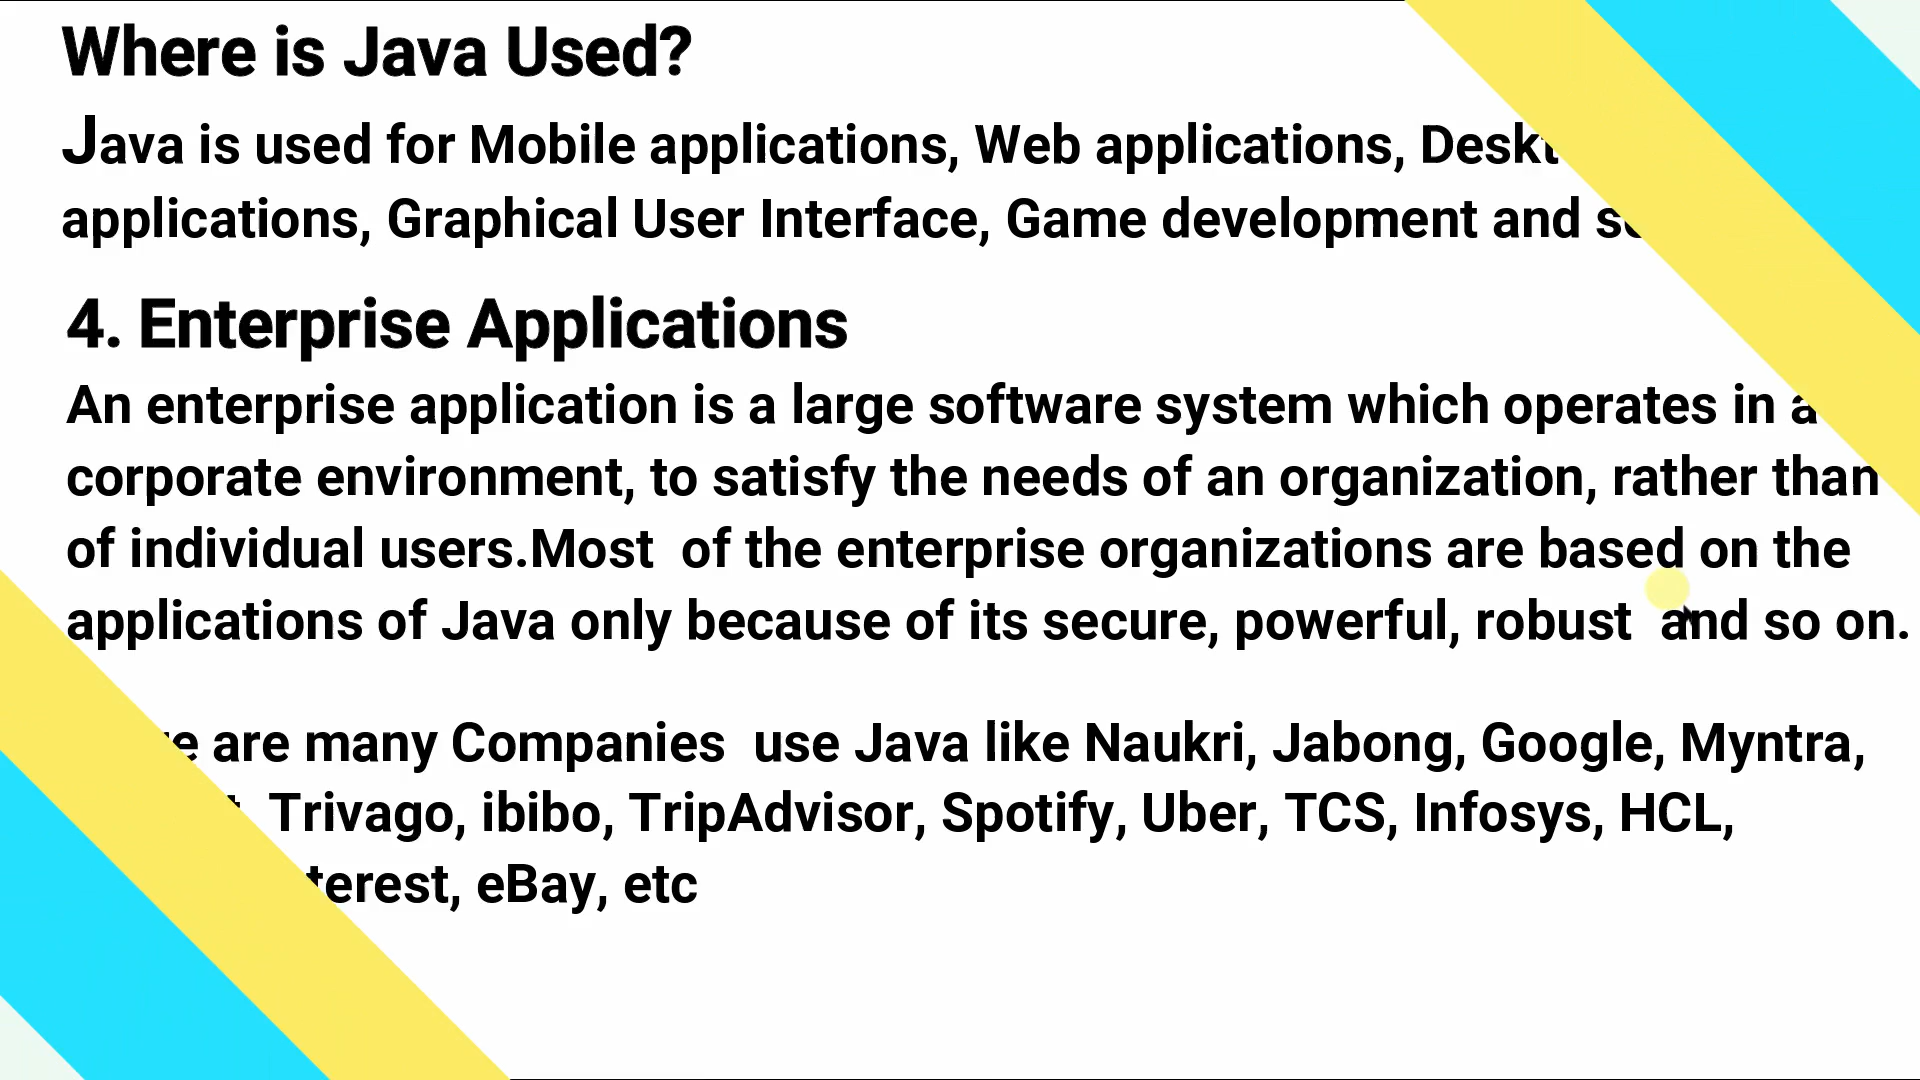 Where is Java Used?
Java is used for Mobile applications, Web applications,
applications, Graphical User Interface, Game development and
4. Enterprise Applications
An enterprise application is a large software system which operates in a
corporate environment, to satisfy the needs of an organization, rather than
of individual users.Most of the enterprise organizations are based on the
applications of Java only because of its secure, powerful, robust and so on.
are many Companies use Java like Naukri, Jabong, Google, Myntra,
Trivago, ibibo, TripAdvisor, Spotify, Uber, TCS, Infosys, HCL,
eBay, etc